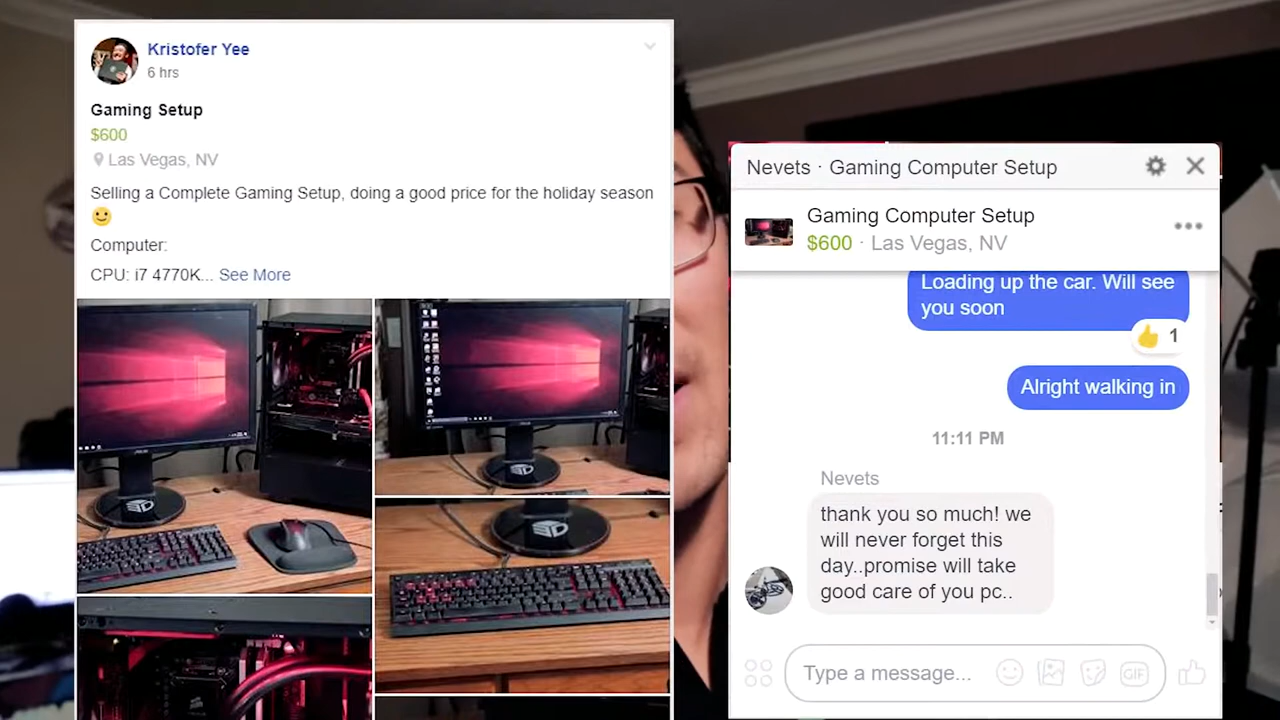 Kristofer Yee
6 hrs
Gaming Setup
$600
Las Vegas, NV
Selling a Complete Gaming Setup, doing a good price for the holiday season
Computer:
CPU: i7 4770K... See More
Nevets · Gaming Computer Setup
Gaming Computer Setup
$600 · Las Vegas, NV
Loading up the car. Will see
you soon
1
Alright walking in
11:11 PM
Nevets
thank you so much! we
will never forget this
day..promise will take
good care of you pc..
Type a message...
GIF